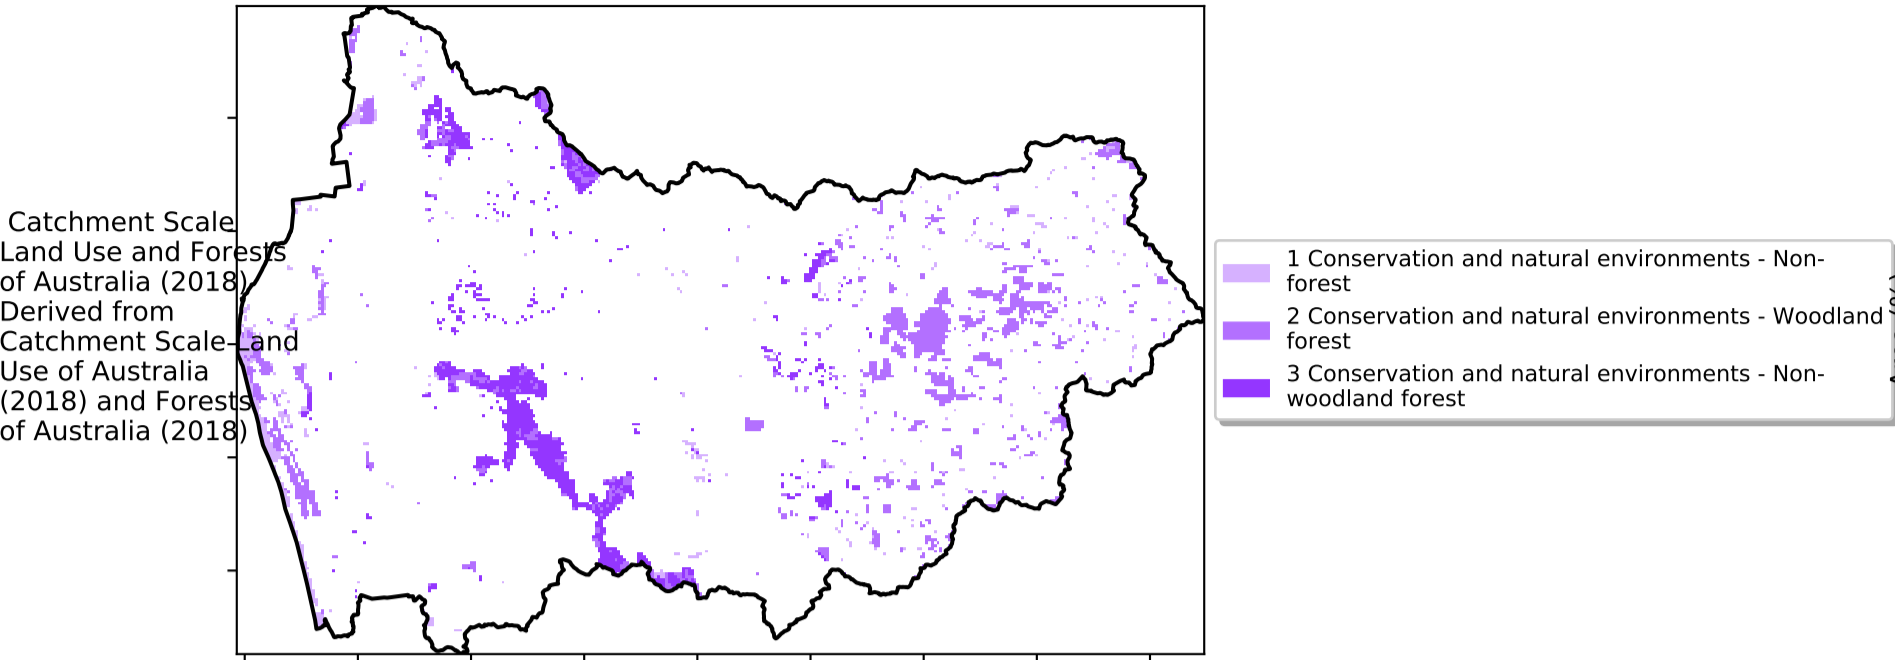 Catchment Scale
Land Use and Forests
of Australia (2018)
Derived from
Catchment Scale Land
Use of Australia
(2018) and Forests
of Australia (2018)
1 Conservation and natural environments - Non-
forest
2 Conservation and natural environments - Woodland
forest
3 Conservation and natural environments - Non-
woodland forest